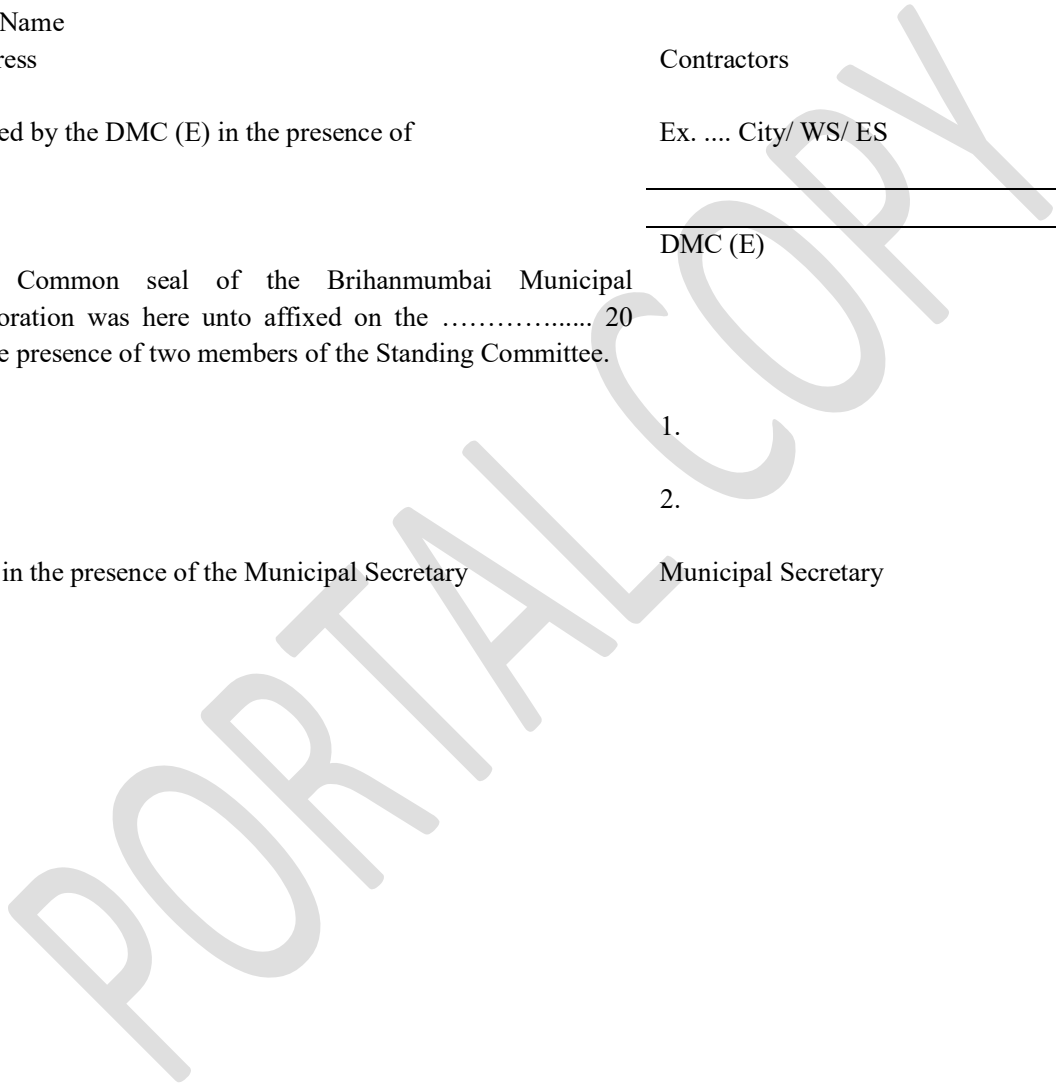 Name
ress
Contractors
ed by the DMC (E) in the presence of
Ex. .... City/ WS/ ES
DMC (E)
Common seal of the Brihanmumbai Municipal
oration was here unto affixed on the …………...... 20
e presence of two members of the Standing Committee.
1.
2.
in the presence of the Municipal Secretary
Municipal Secretary
PORTAL COPY